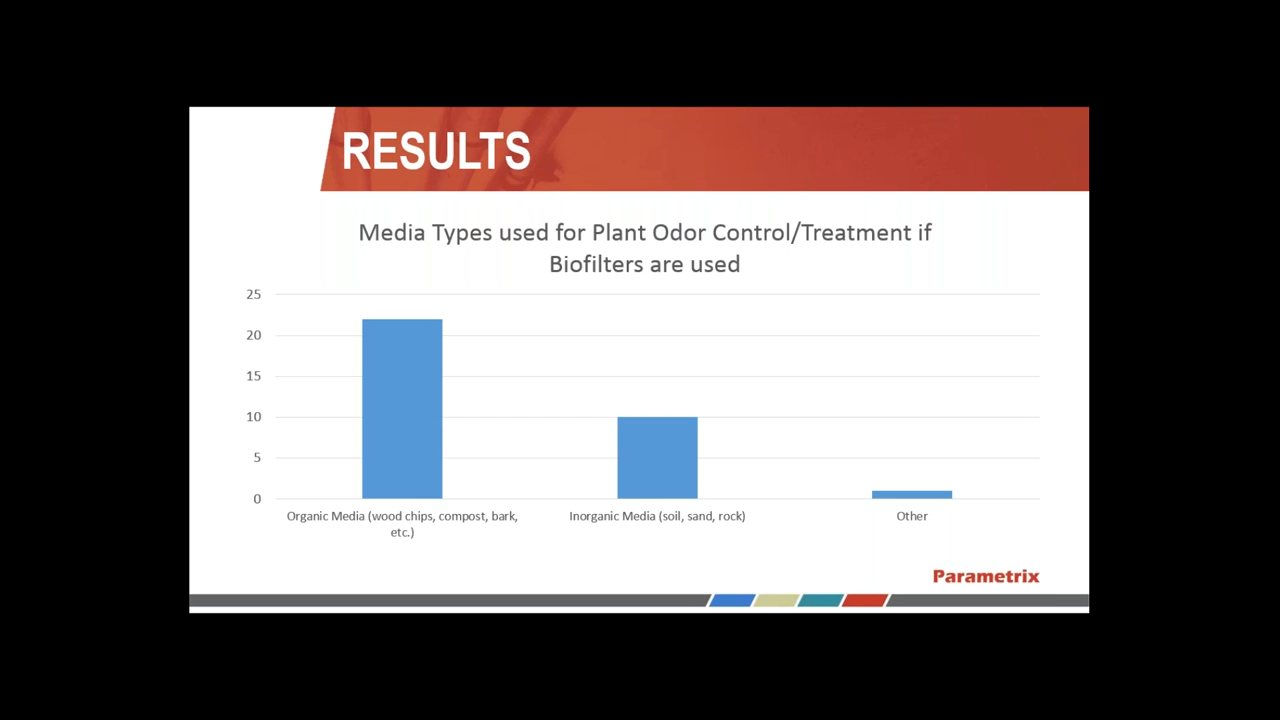 RESULTS
Media Types used for Plant Odor Control/Treatment if
Biofilters are used
25
20
15
10
5
0
Organic Media (wood chips, compost, bark,
etc.)
Inorganic Media (soil, sand, rock)
Other
Parametrix